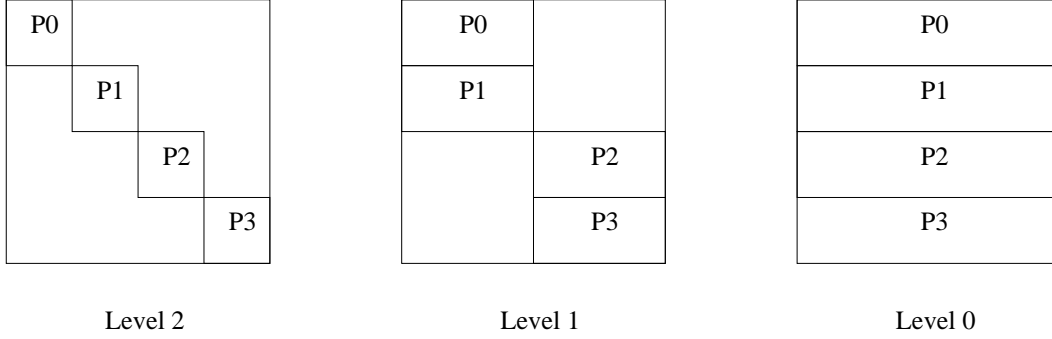 P0 P0 P0
P1 P1 P1
P2 P2 P2
P3 P3 P3
Level 2 Level 1 Level 0